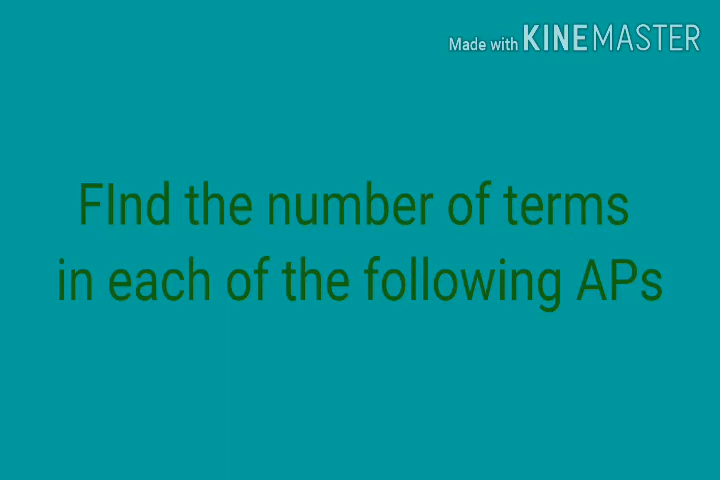 Made with KINEMASTER
FInd the number of terms
in each of the following APs